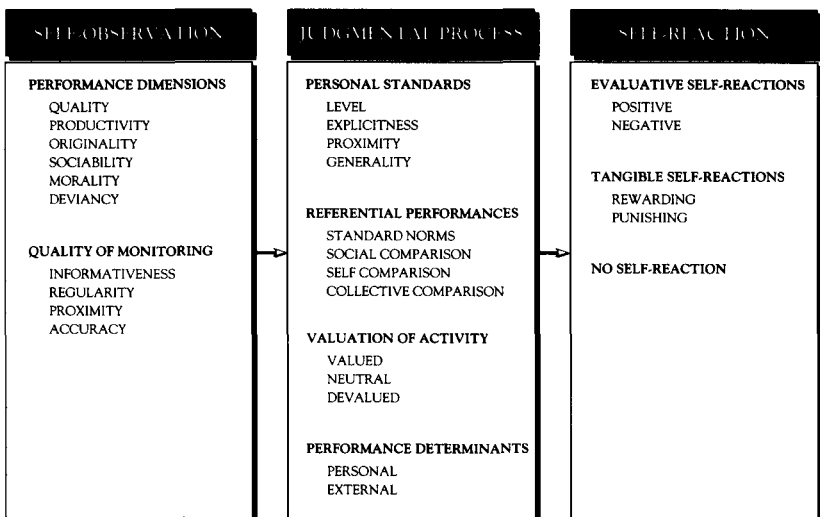 SELF-OBSERVATION
PERFORMANCE DIMENSIONS
QUALITY
PRODUCTIVITY
ORIGINALITY
SOCIABILITY
MORALITY
DEVIANCY
QUALITY OF MONITORING
INFORMATIVENESS
REGULARITY
PROXIMITY
ACCURACY
JUDGMENTAL PROCESS
PERSONAL STANDARDS
LEVEL
EXPLICITNESS
PROXIMITY
GENERALITY
REFERENTIAL PERFORMANCES
STANDARD NORMS
SOCIAL COMPARISON
SELF COMPARISON
COLLECTIVE COMPARISON
VALUATION OF ACTIVITY
VALUED
NEUTRAL
DEVALUED
PERFORMANCE DETERMINANTS
PERSONAL
EXTERNAL
SELF-REACTION
EVALUATIVE SELF-REACTIONS
POSITIVE
NEGATIVE
TANGIBLE SELF-REACTIONS
REWARDING
PUNISHING
NO SELF-REACTION